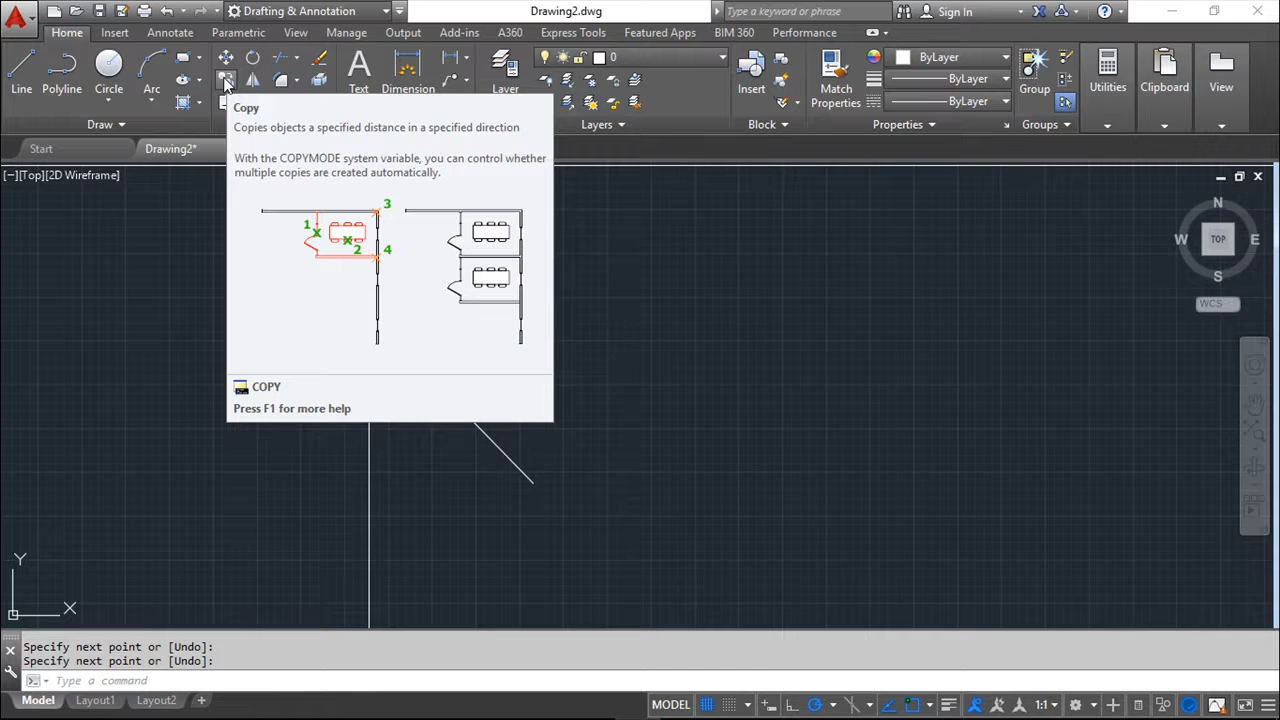 Drafting & Annotation
Drawing2.dwg
Type a keyword or phrase
Sign In
Home
Insert
Annotate
Parametric
View
Manage
Output
Add-ins
A360
Express Tools
Featured Apps
BIM 360
Performance
0
ByLayer
ByLayer
ByLayer
Line
Polyline
Circle
Arc
Text
Dimension
Layer
Insert
Match
Properties
Group
Utilities
Clipboard
View
Draw
Layers
Block
Properties
Groups
Start
Drawing2*
[−][Top][2D Wireframe]
Copy
Copies objects a specified distance in a specified direction
With the COPYMODE system variable, you can control whether
multiple copies are created automatically.
1
2
3
4
COPY
Press F1 for more help
N
W
TOP
E
S
WCS
Y
X
Specify next point or [Undo]:
Specify next point or [Undo]:
Type a command
Model
Layout1
Layout2
MODEL
1:1